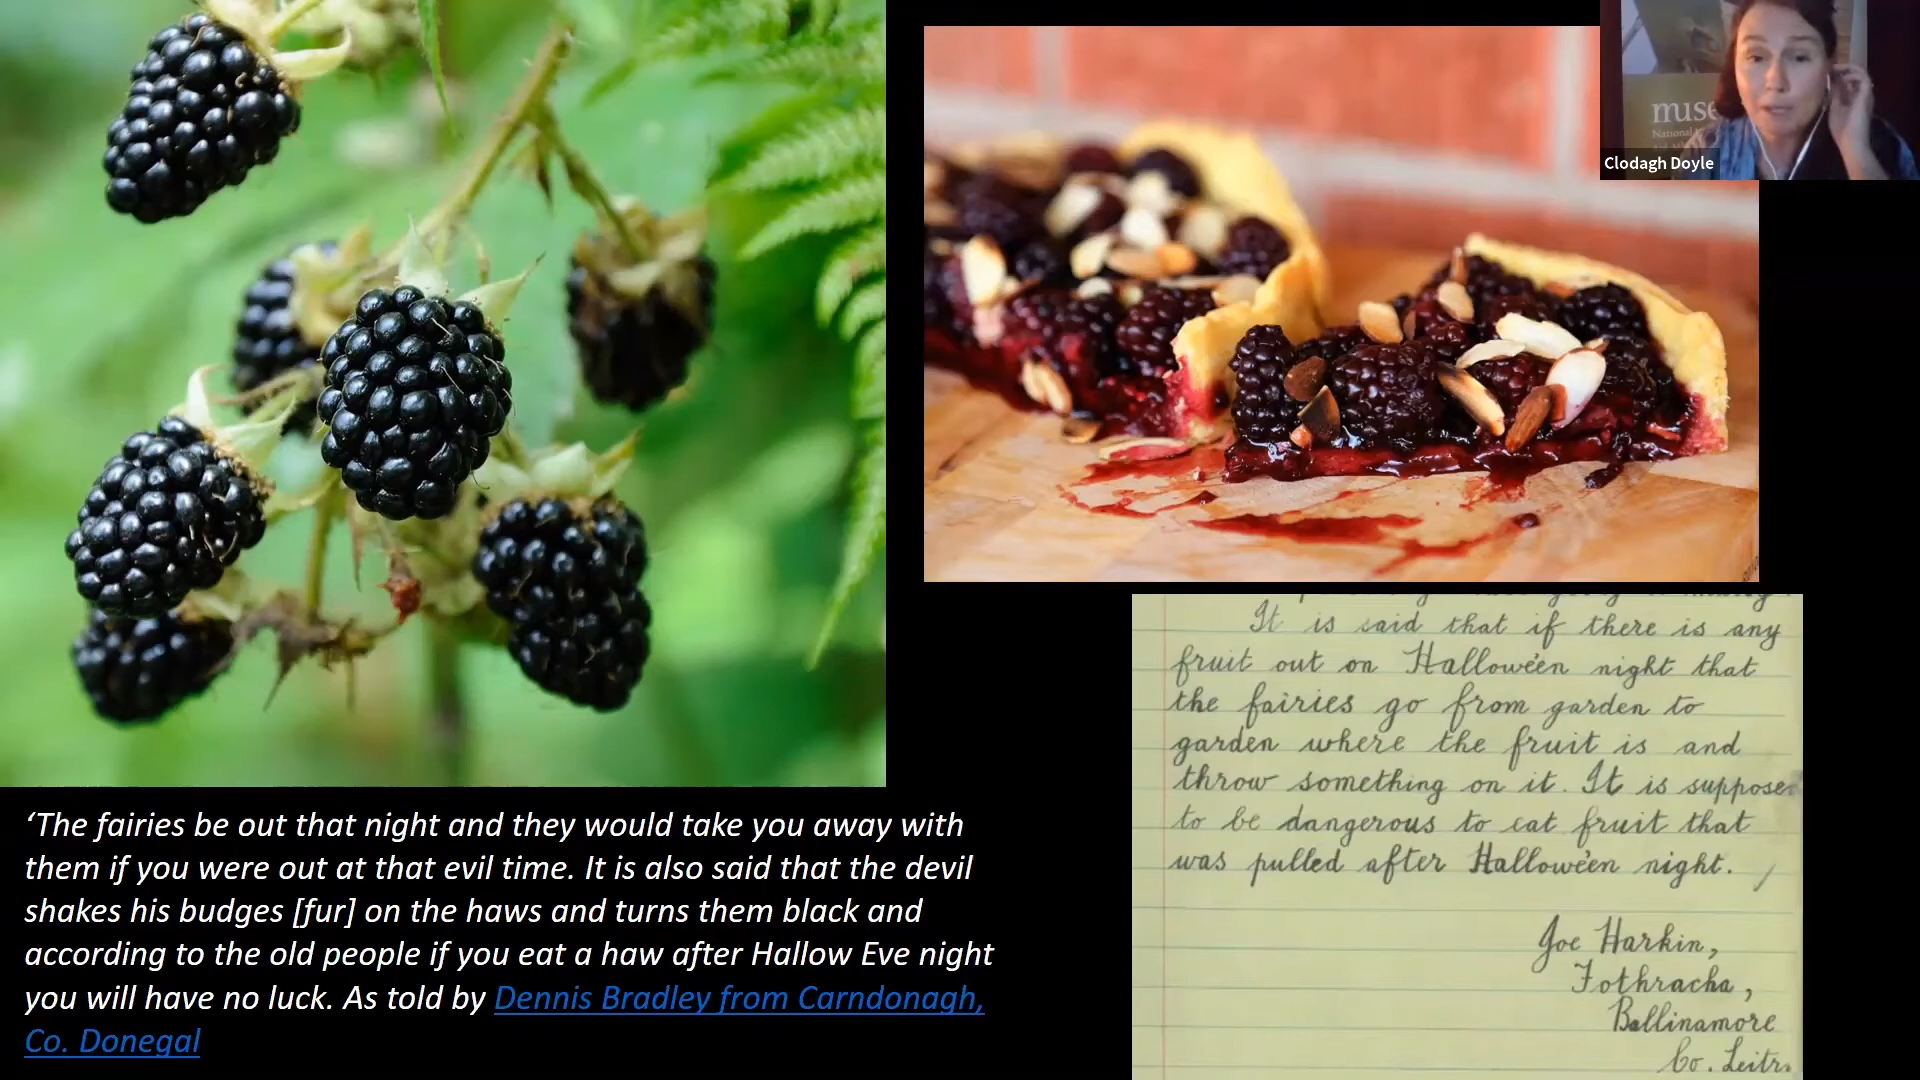 muse
National
Clodagh Doyle
‘The fairies be out that night and they would take you away with
them if you were out at that evil time. It is also said that the devil
shakes his budges [fur] on the haws and turns them black and
according to the old people if you eat a haw after Hallow Eve night
you will have no luck. As told by Dennis Bradley from Carndonagh,
Co. Donegal
It is said that if there is any
fruit out on Hallowe'en night that
the fairies go from garden to
garden where the fruit is and
throw something on it. It is suppose
to be dangerous to eat fruit that
was pulled after Hallowe'en night.
Joe Harkin,
Fothracha,
Ballinamore
Co. Leitr.